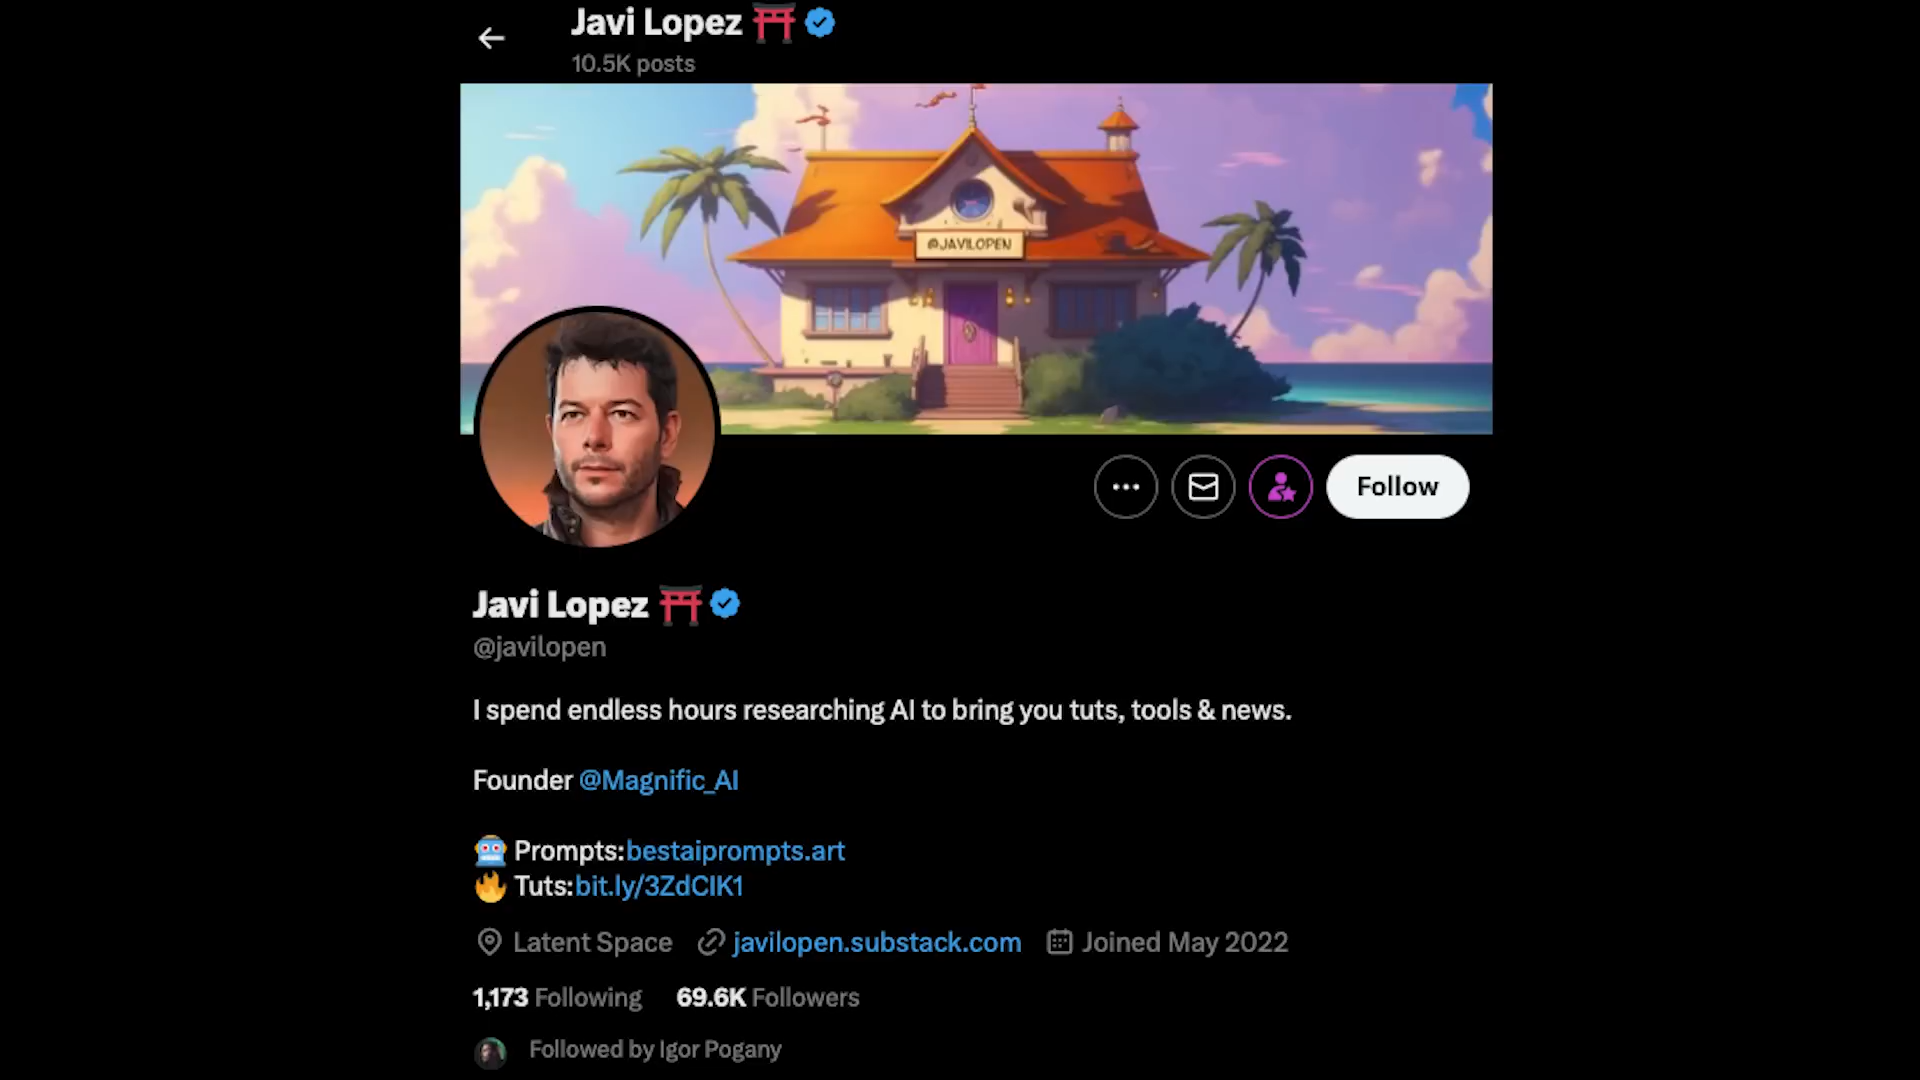 Javi Lopez ⛩️
10.5K posts
@JAVILOPEN
Follow
Javi Lopez ⛩️
@javilopen
I spend endless hours researching AI to bring you tuts, tools & news.
Founder @Magnific_AI
🤖 Prompts:bestaiprompts.art
🔥 Tuts:bit.ly/3ZdCIK1
Latent Space javilopen.substack.com Joined May 2022
1,173 Following 69.6K Followers
Followed by Igor Pogany